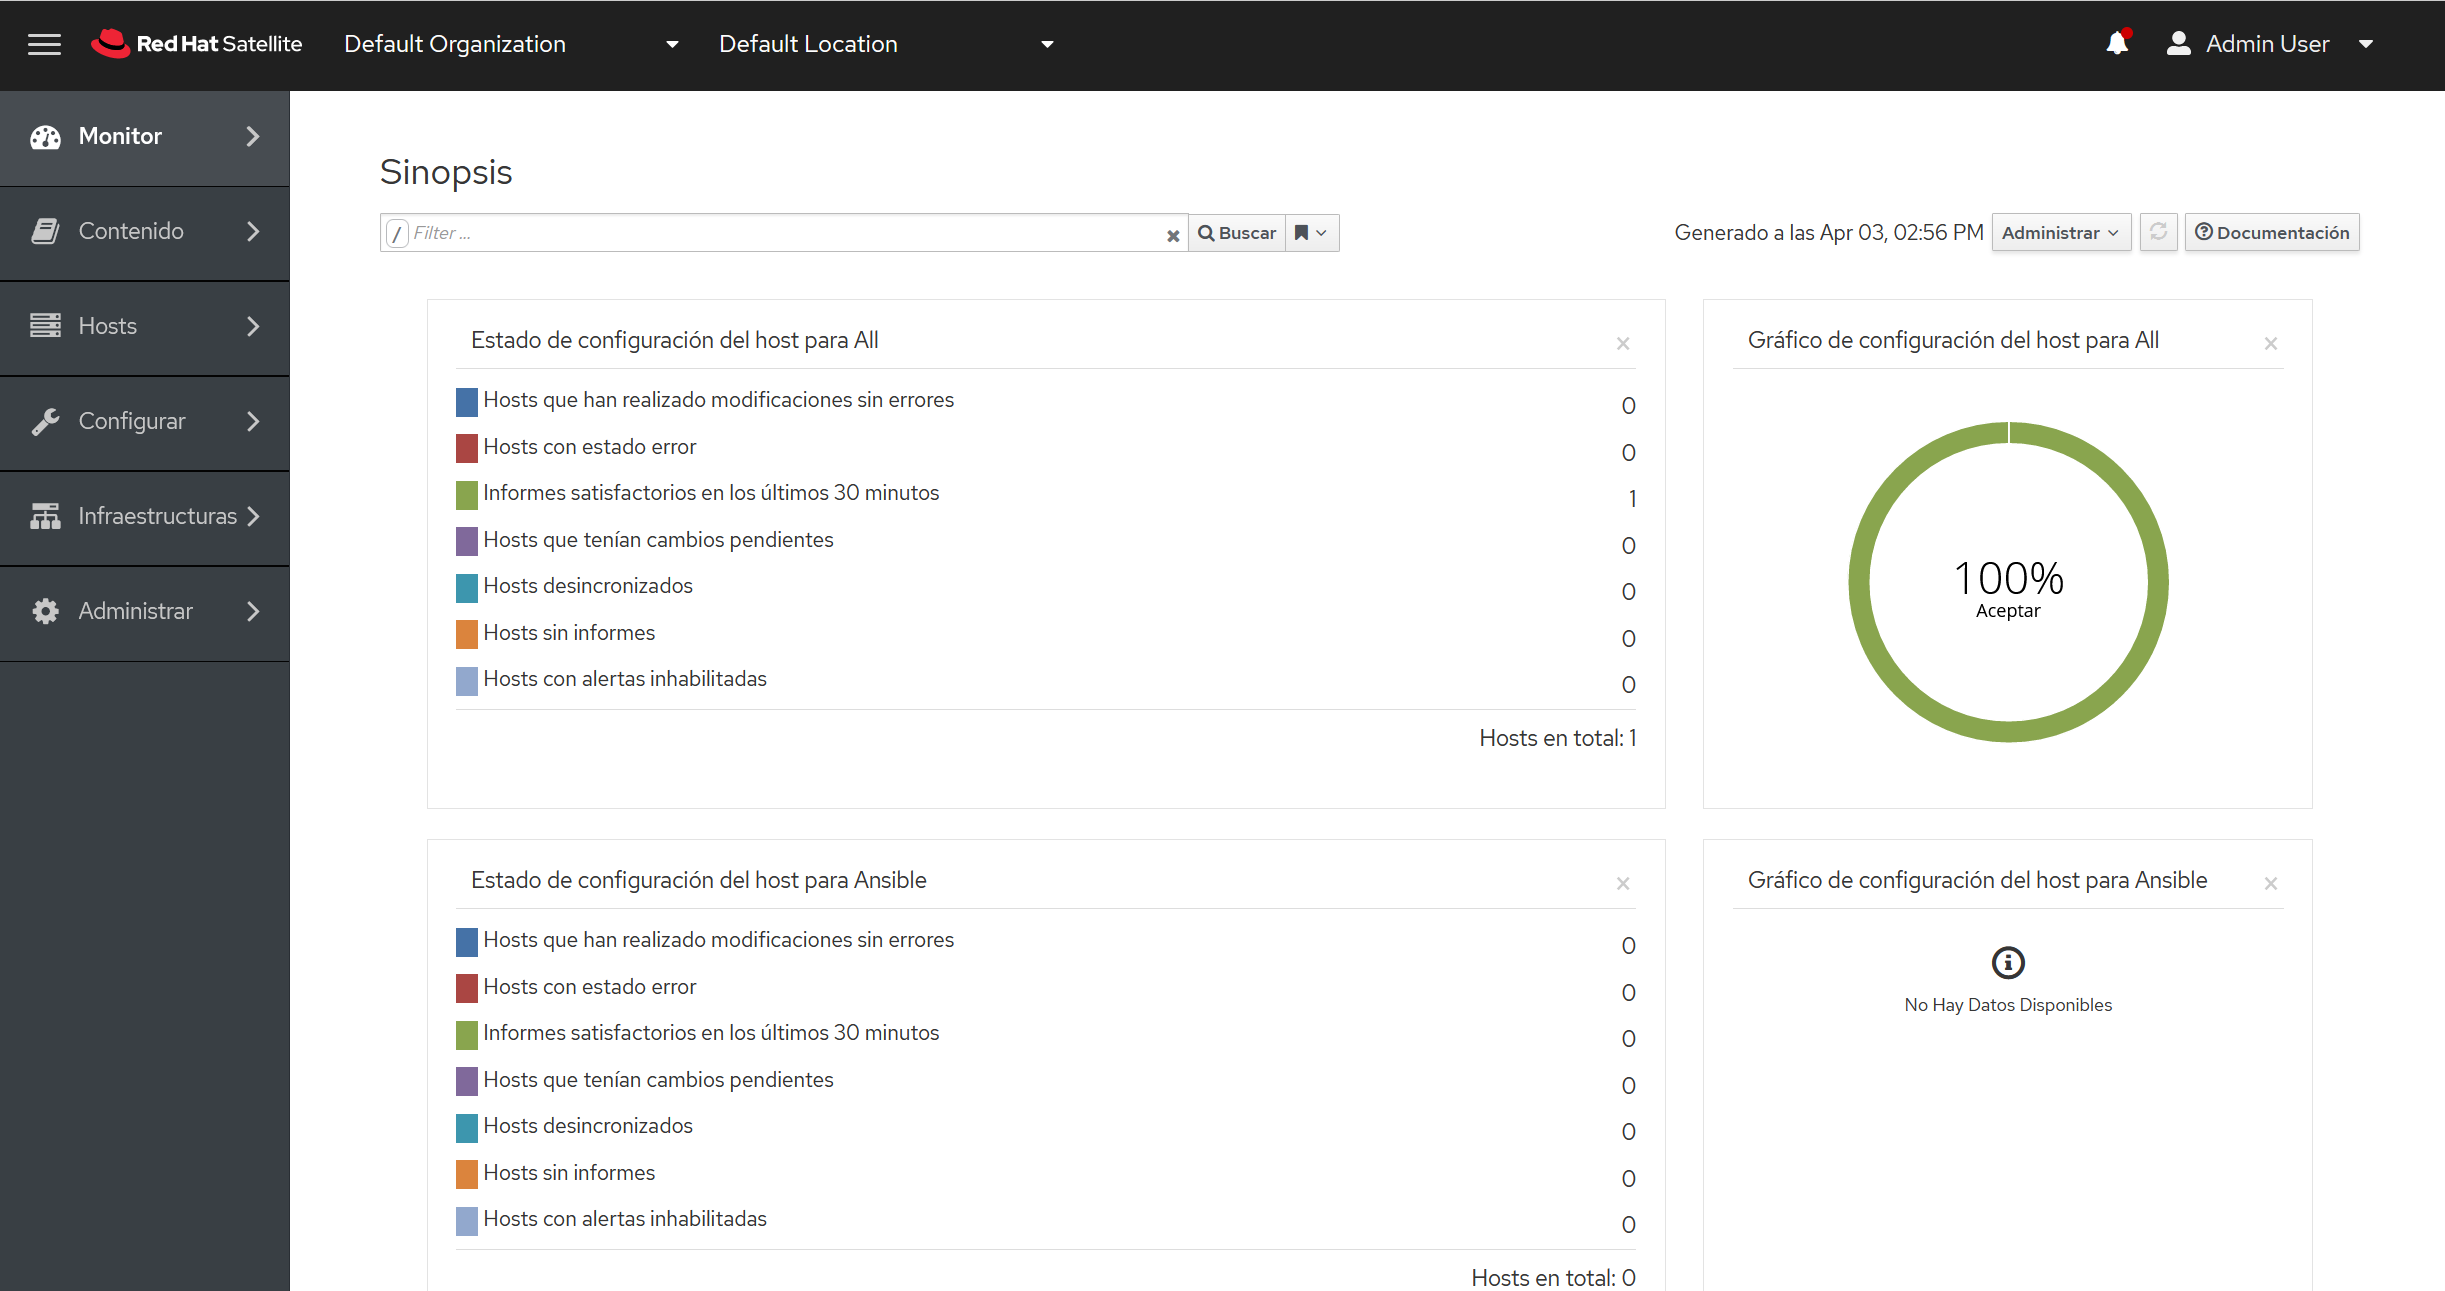 Red Hat Satellite
Default Organization
Default Location
Admin User
Monitor
Contenido
Hosts
Configurar
Infraestructuras
Administrar
Sinopsis
/ Filter ...
Buscar
Generado a las Apr 03, 02:56 PM
Administrar
Documentación
Estado de configuración del host para All
Hosts que han realizado modificaciones sin errores 0
Hosts con estado error 0
Informes satisfactorios en los últimos 30 minutos 1
Hosts que tenían cambios pendientes 0
Hosts desincronizados 0
Hosts sin informes 0
Hosts con alertas inhabilitadas 0
Hosts en total: 1
Gráfico de configuración del host para All
100%
Aceptar
Estado de configuración del host para Ansible
Hosts que han realizado modificaciones sin errores 0
Hosts con estado error 0
Informes satisfactorios en los últimos 30 minutos 0
Hosts que tenían cambios pendientes 0
Hosts desincronizados 0
Hosts sin informes 0
Hosts con alertas inhabilitadas 0
Hosts en total: 0
Gráfico de configuración del host para Ansible
No Hay Datos Disponibles